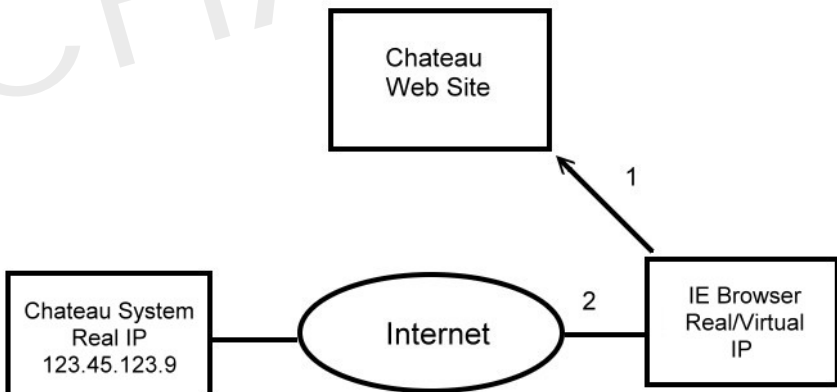 Chateau
Web Site
1
Chateau System
Real IP
123.45.123.9
Internet
2
IE Browser
Real/Virtual
IP